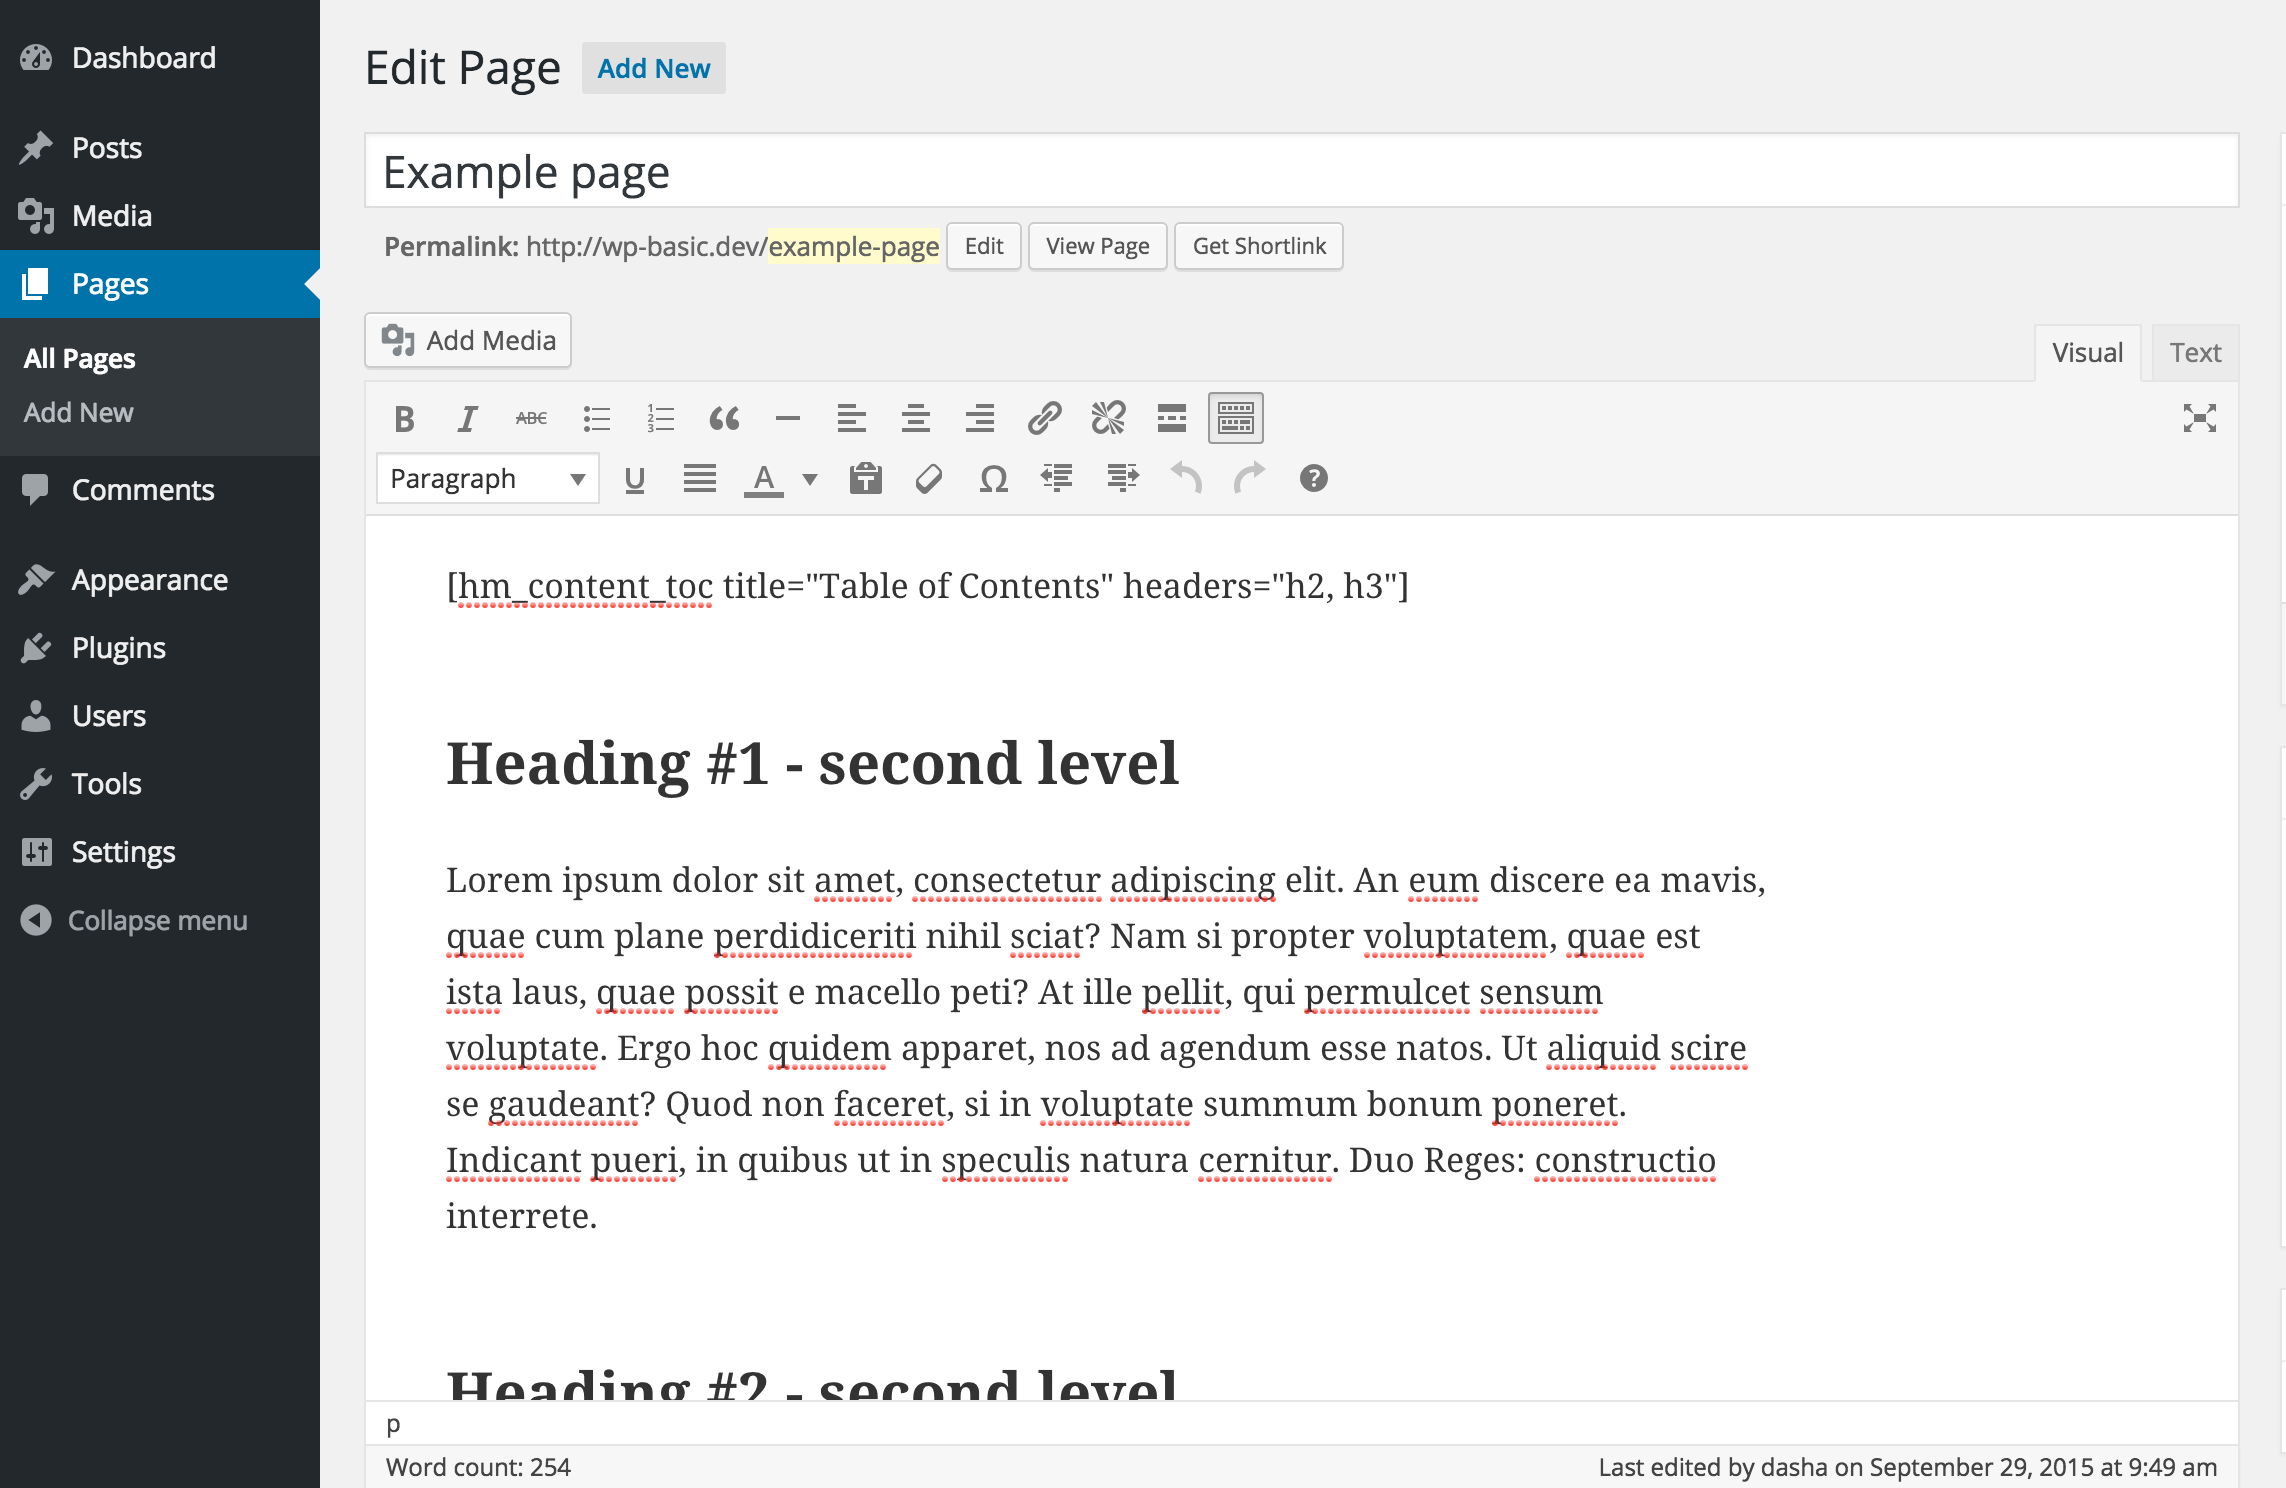 Dashboard
Posts
Media
Pages
All Pages
Add New
Comments
Appearance
Plugins
Users
Tools
Settings
Collapse menu
Edit Page Add New
Example page
Permalink: http://wp-basic.dev/example-page Edit View Page Get Shortlink
Add Media
Visual Text
B I ABC
Paragraph U A Ω ?
[hm_content_toc title="Table of Contents" headers="h2, h3"]
Heading #1 - second level
Lorem ipsum dolor sit amet, consectetur adipiscing elit. An eum discere ea mavis,
quae cum plane perdidiceriti nihil sciat? Nam si propter voluptatem, quae est
ista laus, quae possit e macello peti? At ille pellit, qui permulcet sensum
voluptate. Ergo hoc quidem apparet, nos ad agendum esse natos. Ut aliquid scire
se gaudeant? Quod non faceret, si in voluptate summum bonum poneret.
Indicant pueri, in quibus ut in speculis natura cernitur. Duo Reges: constructio
interrete.
Heading #2 - second level
p
Word count: 254
Last edited by dasha on September 29, 2015 at 9:49 am